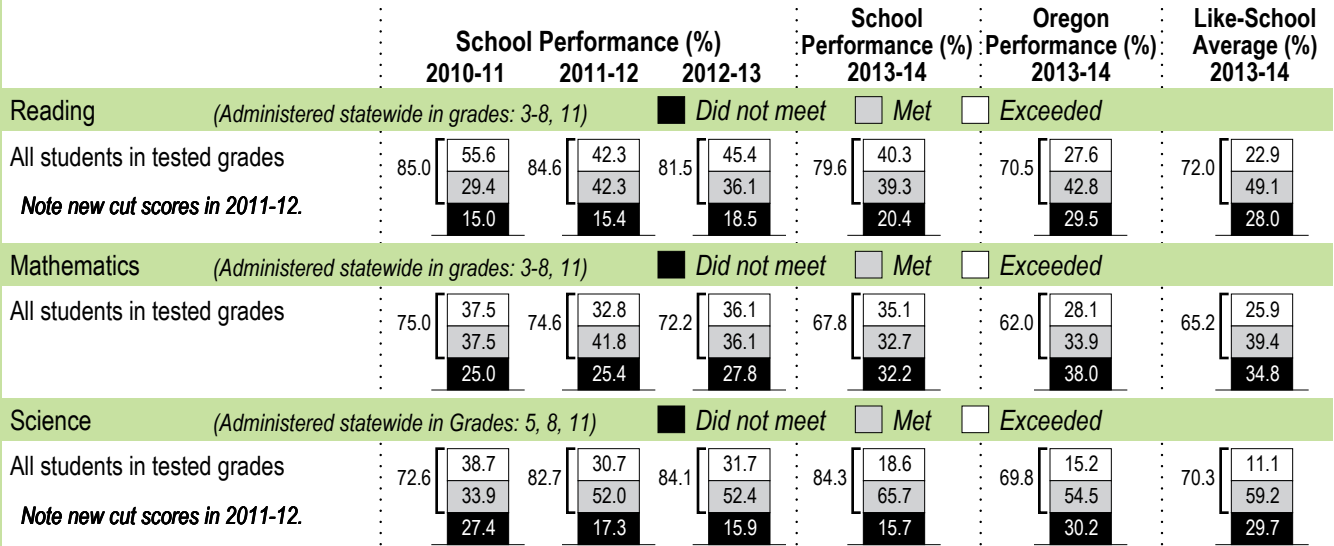 School Performance (%)
School Performance (%)
Oregon Performance (%)
Like-School Average (%)
2010-11 2011-12 2012-13 2013-14 2013-14 2013-14
Reading (Administered statewide in grades: 3-8, 11) Did not meet Met Exceeded
All students in tested grades
Note new cut scores in 2011-12.
85.0 55.6 29.4 15.0
84.6 42.3 42.3 15.4
81.5 45.4 36.1 18.5
79.6 40.3 39.3 20.4
70.5 27.6 42.8 29.5
72.0 22.9 49.1 28.0
Mathematics (Administered statewide in grades: 3-8, 11) Did not meet Met Exceeded
All students in tested grades
75.0 37.5 37.5 25.0
74.6 32.8 41.8 25.4
72.2 36.1 36.1 27.8
67.8 35.1 32.7 32.2
62.0 28.1 33.9 38.0
65.2 25.9 39.4 34.8
Science (Administered statewide in Grades: 5, 8, 11) Did not meet Met Exceeded
All students in tested grades
Note new cut scores in 2011-12.
72.6 38.7 33.9 27.4
82.7 30.7 52.0 17.3
84.1 31.7 52.4 15.9
84.3 18.6 65.7 15.7
69.8 15.2 54.5 30.2
70.3 11.1 59.2 29.7